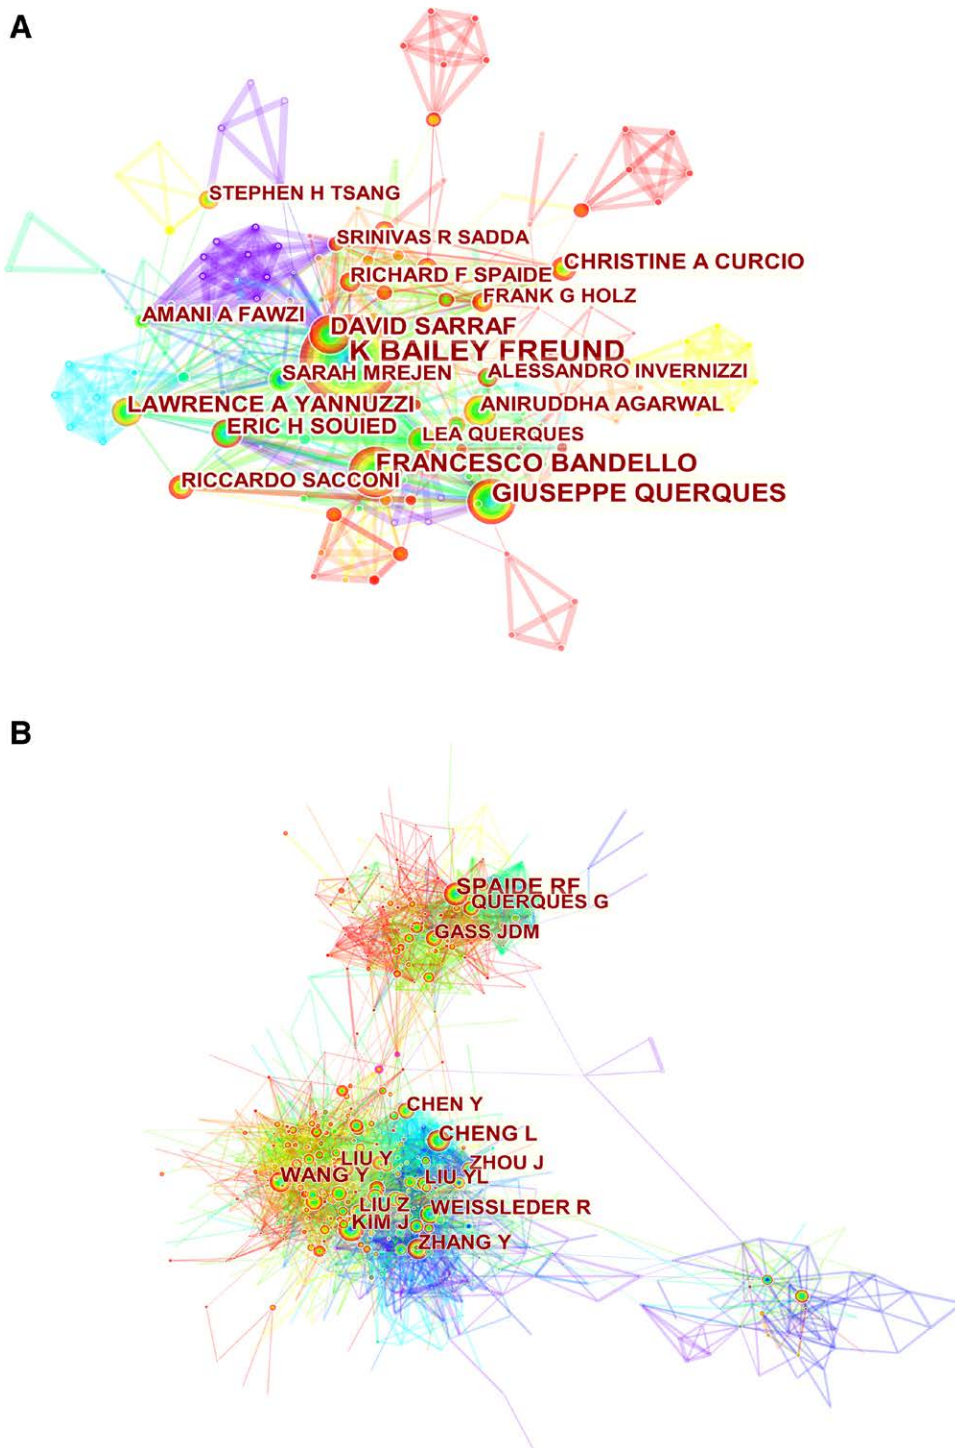 A
STEPHEN H TSANG
SRINIVAS R SADDA
CHRISTINE A CURCIO
RICHARD F SPAIDE
FRANK G HOLZ
AMANI A FAWZI
DAVID SARRAF
K BAILEY FREUND
SARAH MREJEN
ALESSANDRO INVERNIZZI
LAWRENCE A YANNUZZI
ANIRUDDHA AGARWAL
ERIC H SOUIED
LEA QUERQUES
FRANCESCO BANDELLO
RICCARDO SACCONI
GIUSEPPE QUERQUES
B
SPAIDE RF
QUERQUES G
GASS JDM
CHEN Y
CHENG L
LIU Y
ZHOU J
WANG Y
LIU YL
LIU Z
WEISSLEDER R
KIM J
ZHANG Y